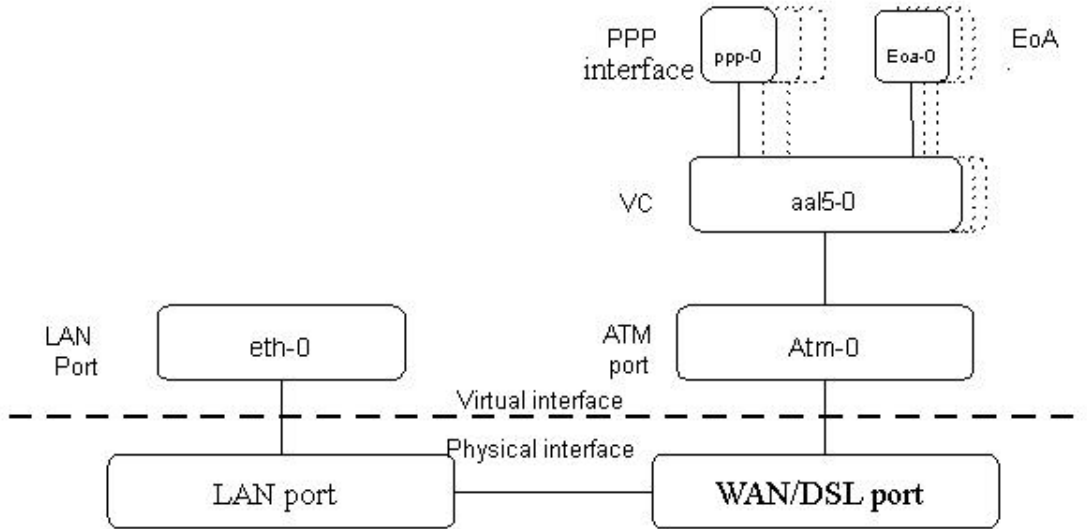 PPP
interface
ppp-0
Eoa-0
EoA
VC
aal5-0
LAN
Port
eth-0
ATM
port
Atm-0
Virtual interface
Physical interface
LAN port
WAN/DSL port